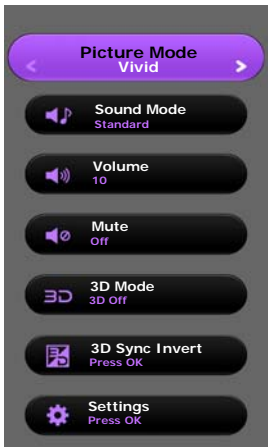 Picture Mode
Vivid
Sound Mode
Standard
Volume
10
Mute
Off
3D
3D Mode
3D Off
3D Sync Invert
Press OK
Settings
Press OK